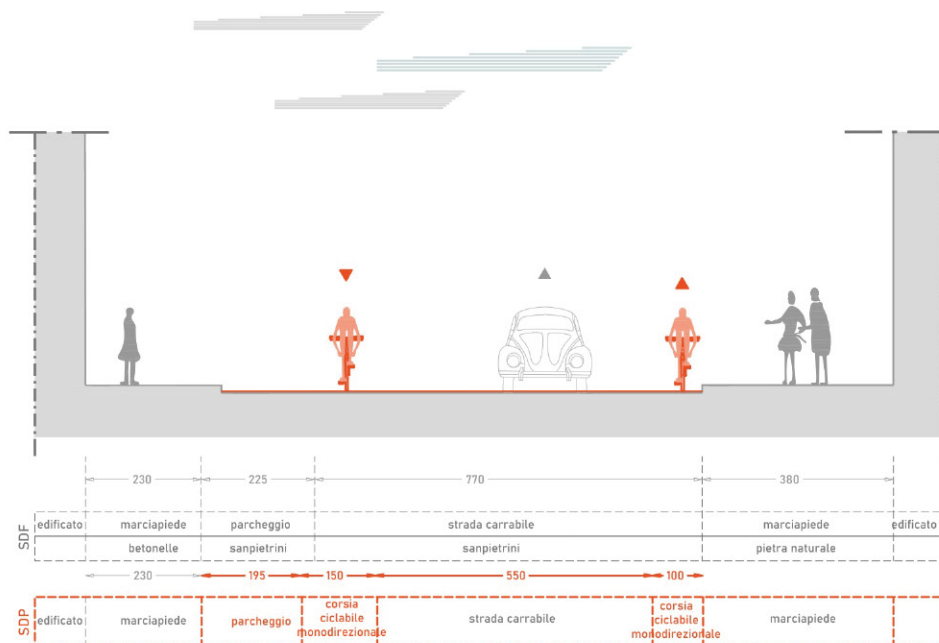 230 225 770 380
SDF
edificato marciapiede parcheggio strada carrabile marciapiede edificato
betonelle sanpietrini sanpietrini pietra naturale
230 195 150 550 100
SDP
edificato marciapiede parcheggio corsia ciclabile monodirezionale strada carrabile corsia ciclabile monodirezionale marciapiede